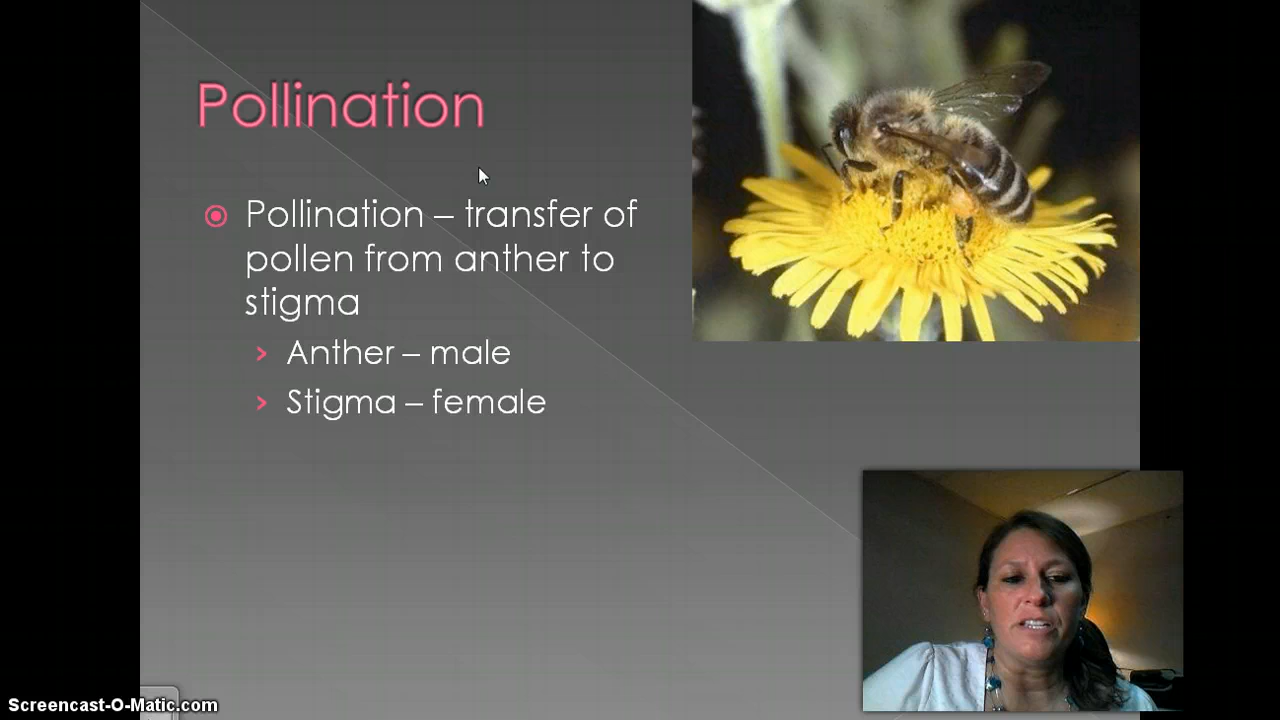 Pollination
Pollination – transfer of
pollen from anther to
stigma
Anther – male
Stigma – female
Screencast-O-Matic.com